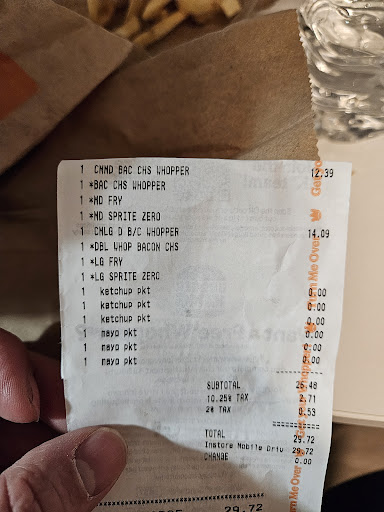 1 CMMD BAC CHS WHOPPER 12.39
1 *BAC CHS WHOPPER
1 *MD FRY
1 *MD SPRITE ZERO
1 CMLG D B/C WHOPPER 14.09
1 *DBL WHOP BACON CHS
1 *LG FRY
1 *LG SPRITE ZERO
1 ketchup pkt 0.00
1 ketchup pkt 0.00
1 ketchup pkt 0.00
1 mayo pkt 0.00
1 mayo pkt 0.00
1 mayo pkt 0.00
SUBTOTAL 26.48
10.25% TAX 2.71
2% TAX 0.53
TOTAL 29.72
Instore Mobile Driv 29.72
CHANGE 0.00
29.72
Turn Me Over